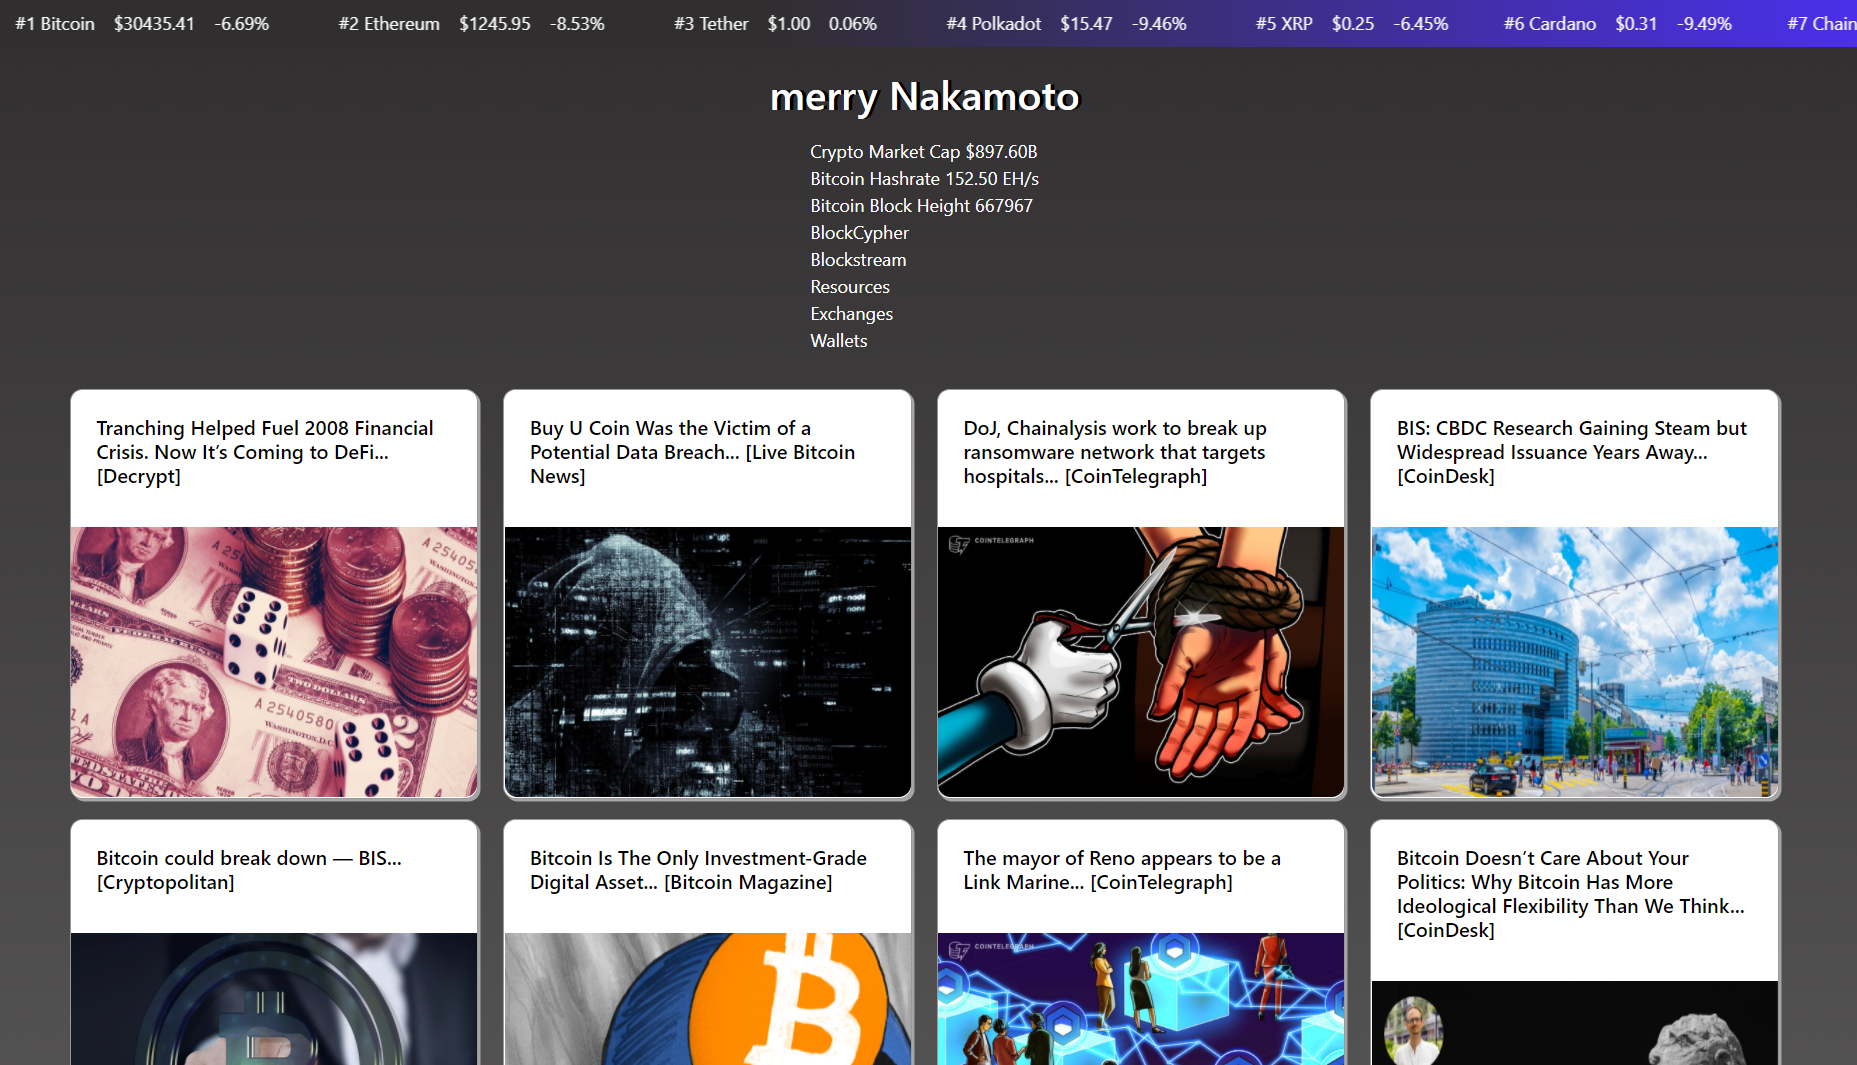 #1 Bitcoin $30435.41 -6.69% #2 Ethereum $1245.95 -8.53% #3 Tether $1.00 0.06% #4 Polkadot $15.47 -9.46% #5 XRP $0.25 -6.45% #6 Cardano $0.31 -9.49% #7 Chain
merry Nakamoto
Crypto Market Cap $897.60B
Bitcoin Hashrate 152.50 EH/s
Bitcoin Block Height 667967
BlockCypher
Blockstream
Resources
Exchanges
Wallets
Tranching Helped Fuel 2008 Financial
Crisis. Now It’s Coming to DeFi...
[Decrypt]
Buy U Coin Was the Victim of a
Potential Data Breach... [Live Bitcoin
News]
DoJ, Chainalysis work to break up
ransomware network that targets
hospitals... [CoinTelegraph]
BIS: CBDC Research Gaining Steam but
Widespread Issuance Years Away...
[CoinDesk]
A 2540580
WASHINGTON, D.C.
TWO DOLLARS
COINTELEGRAPH
Bitcoin could break down — BIS...
[Cryptopolitan]
Bitcoin Is The Only Investment-Grade
Digital Asset... [Bitcoin Magazine]
The mayor of Reno appears to be a
Link Marine... [CoinTelegraph]
Bitcoin Doesn’t Care About Your
Politics: Why Bitcoin Has More
Ideological Flexibility Than We Think...
[CoinDesk]
COINTELEGRAPH